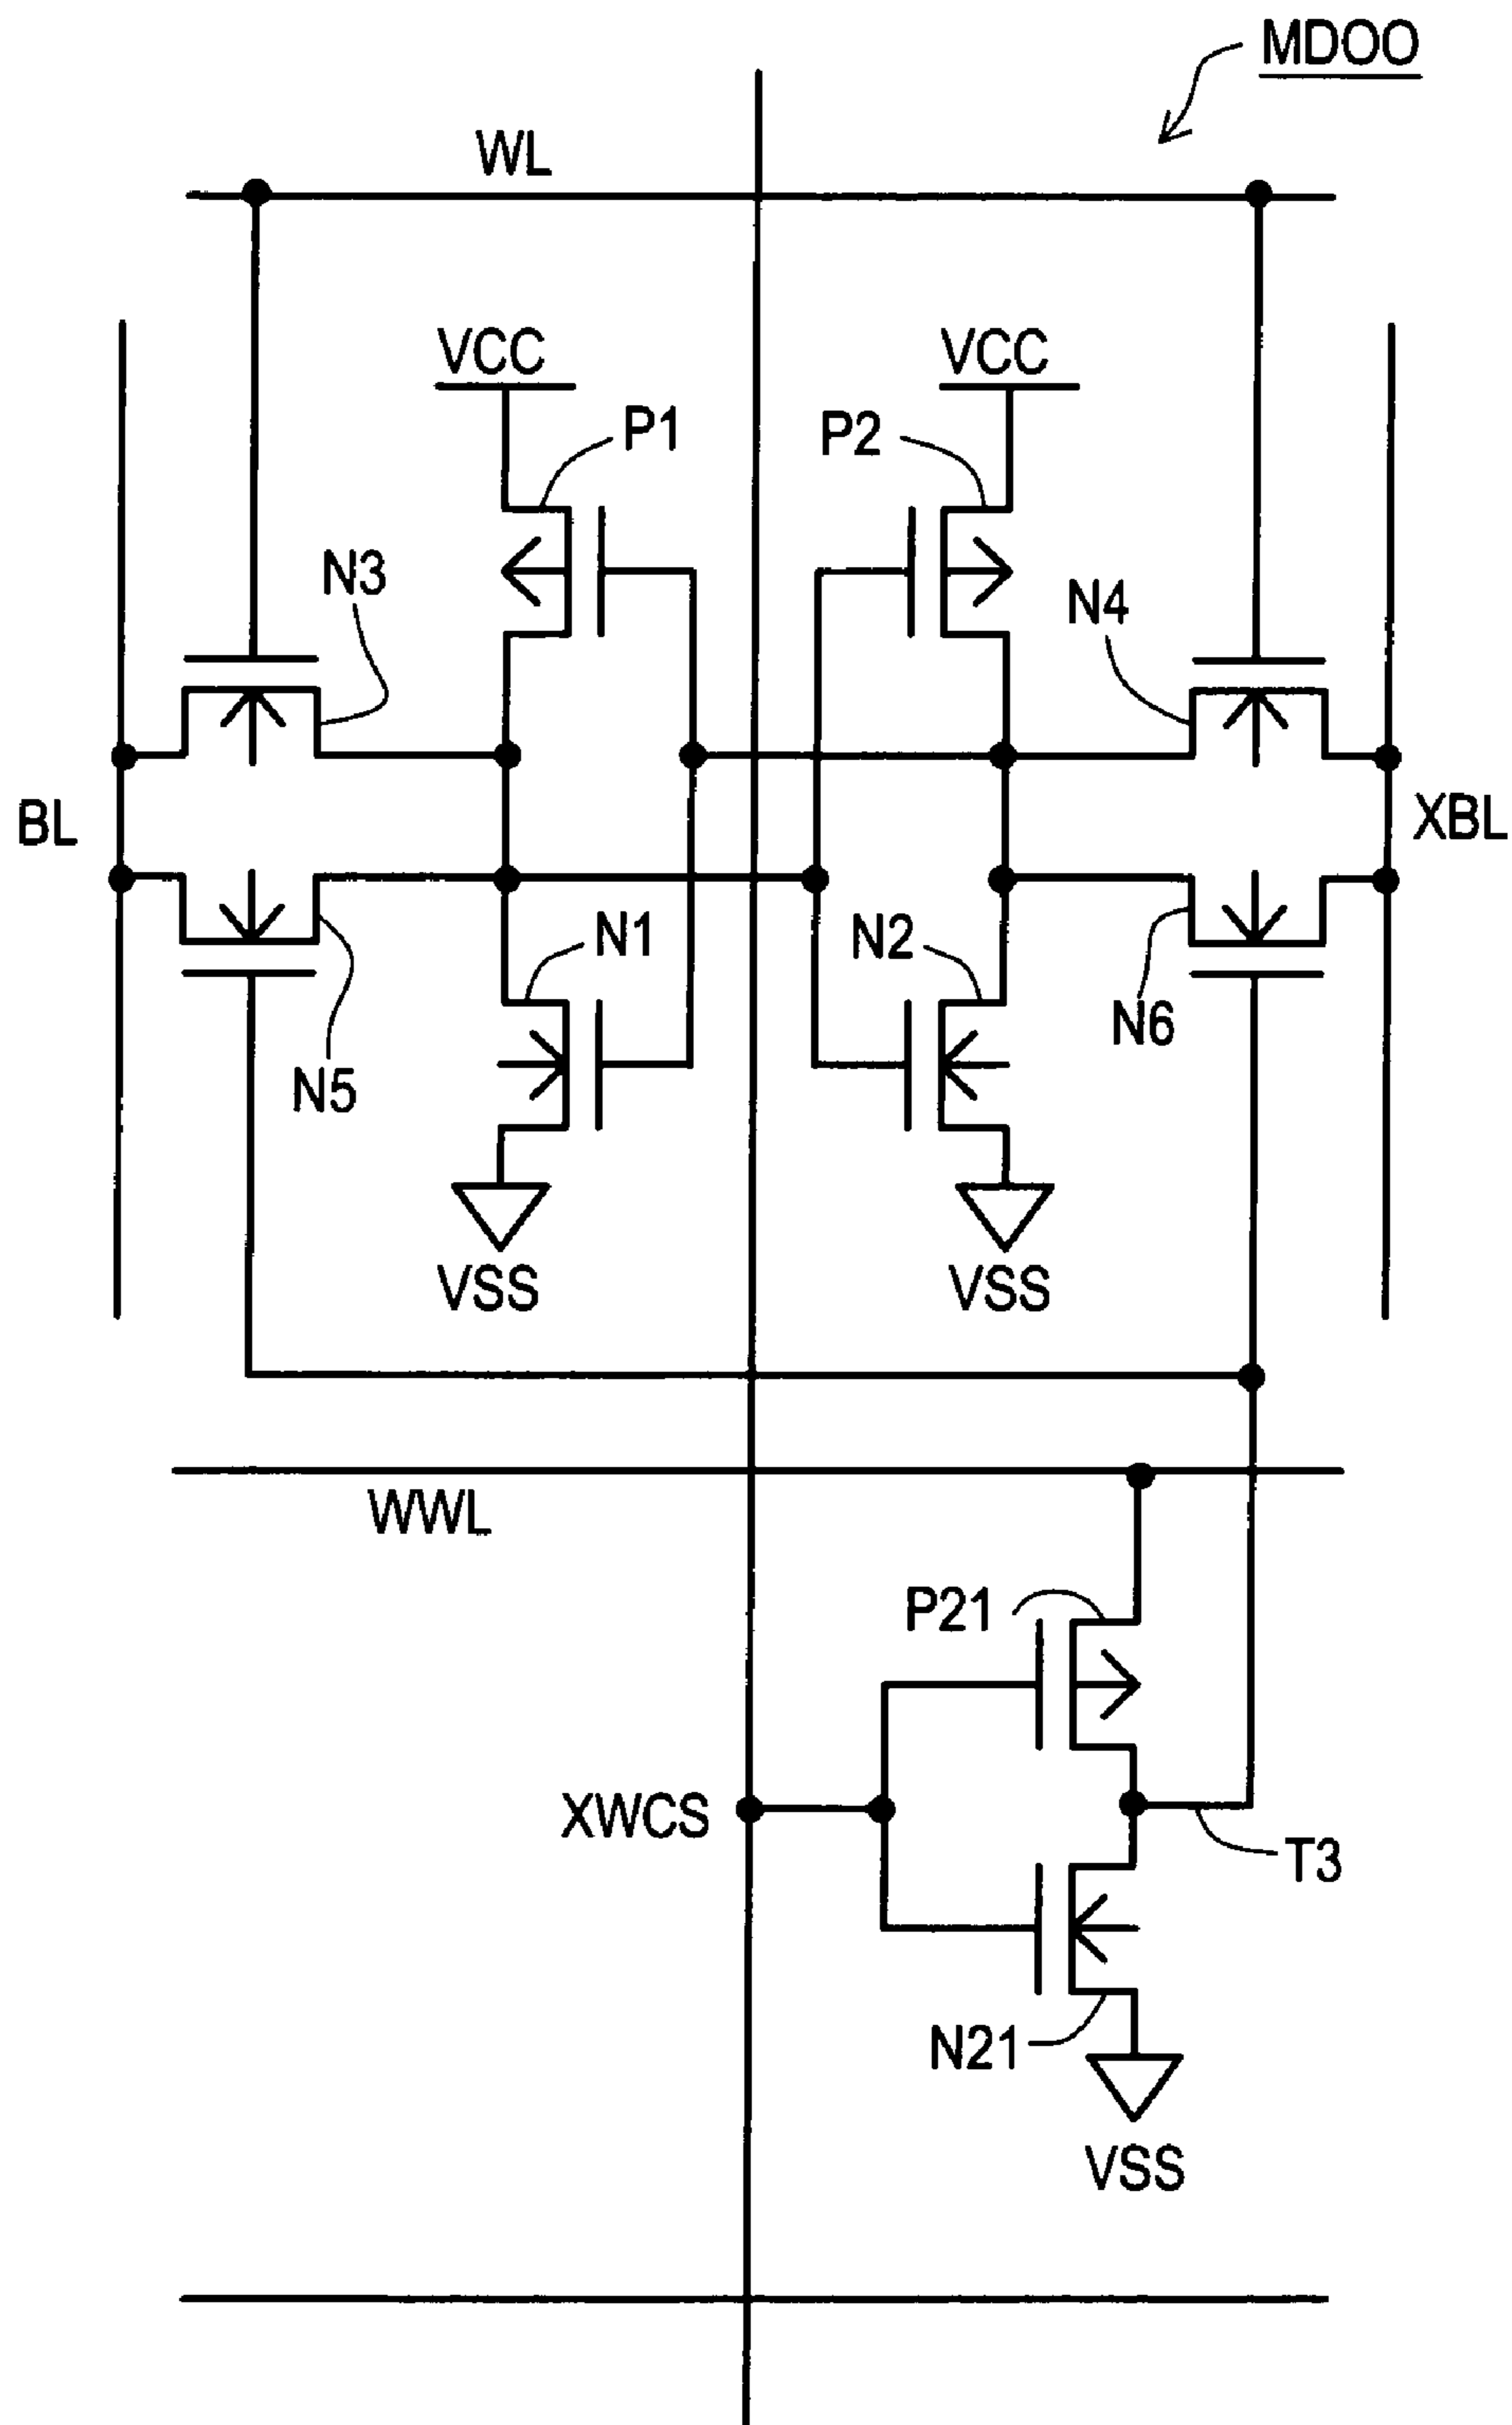 MD00
WL
VCC
VCC
P1
P2
N3
N4
BL
XBL
N1
N2
N6
N5
VSS
VSS
WWL
P21
XWCS
T3
N21
VSS